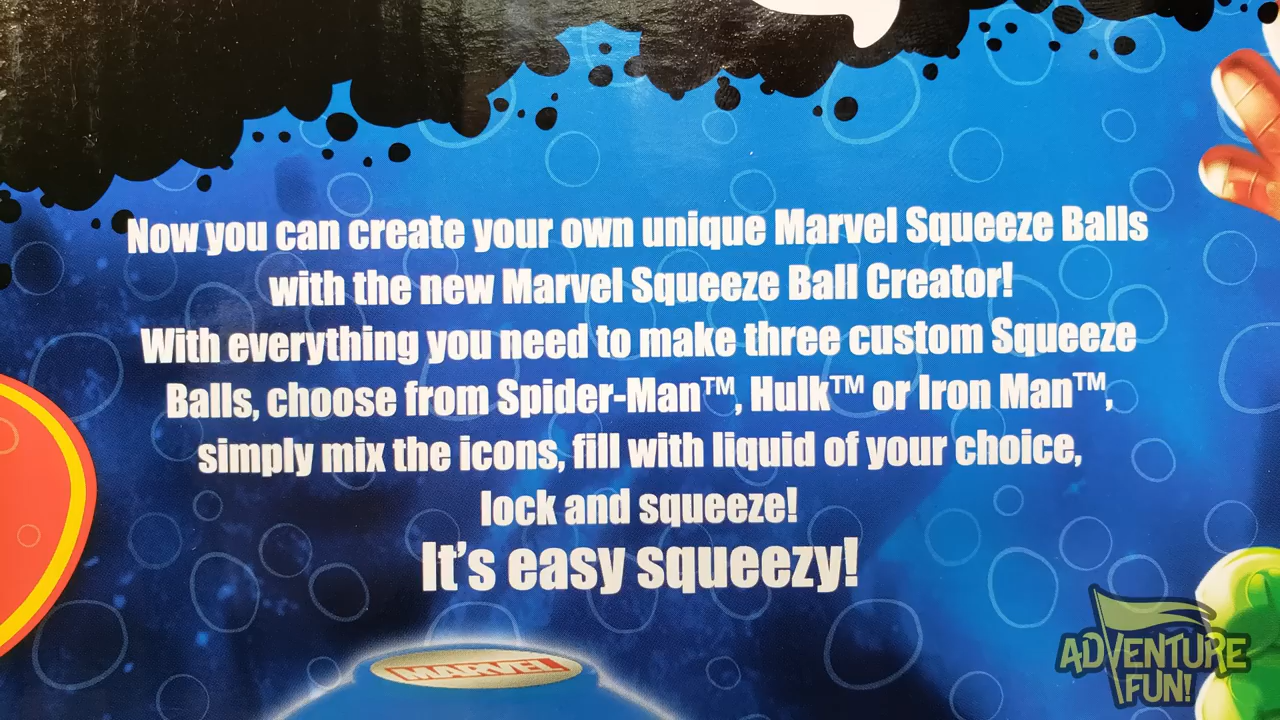 Now you can create your own unique Marvel Squeeze Balls
with the new Marvel Squeeze Ball Creator!
With everything you need to make three custom Squeeze
Balls, choose from Spider-Man™, Hulk™ or Iron Man™,
simply mix the icons, fill with liquid of your choice,
lock and squeeze!
It's easy squeezy!
MARVEL
ADVENTURE
FUN!